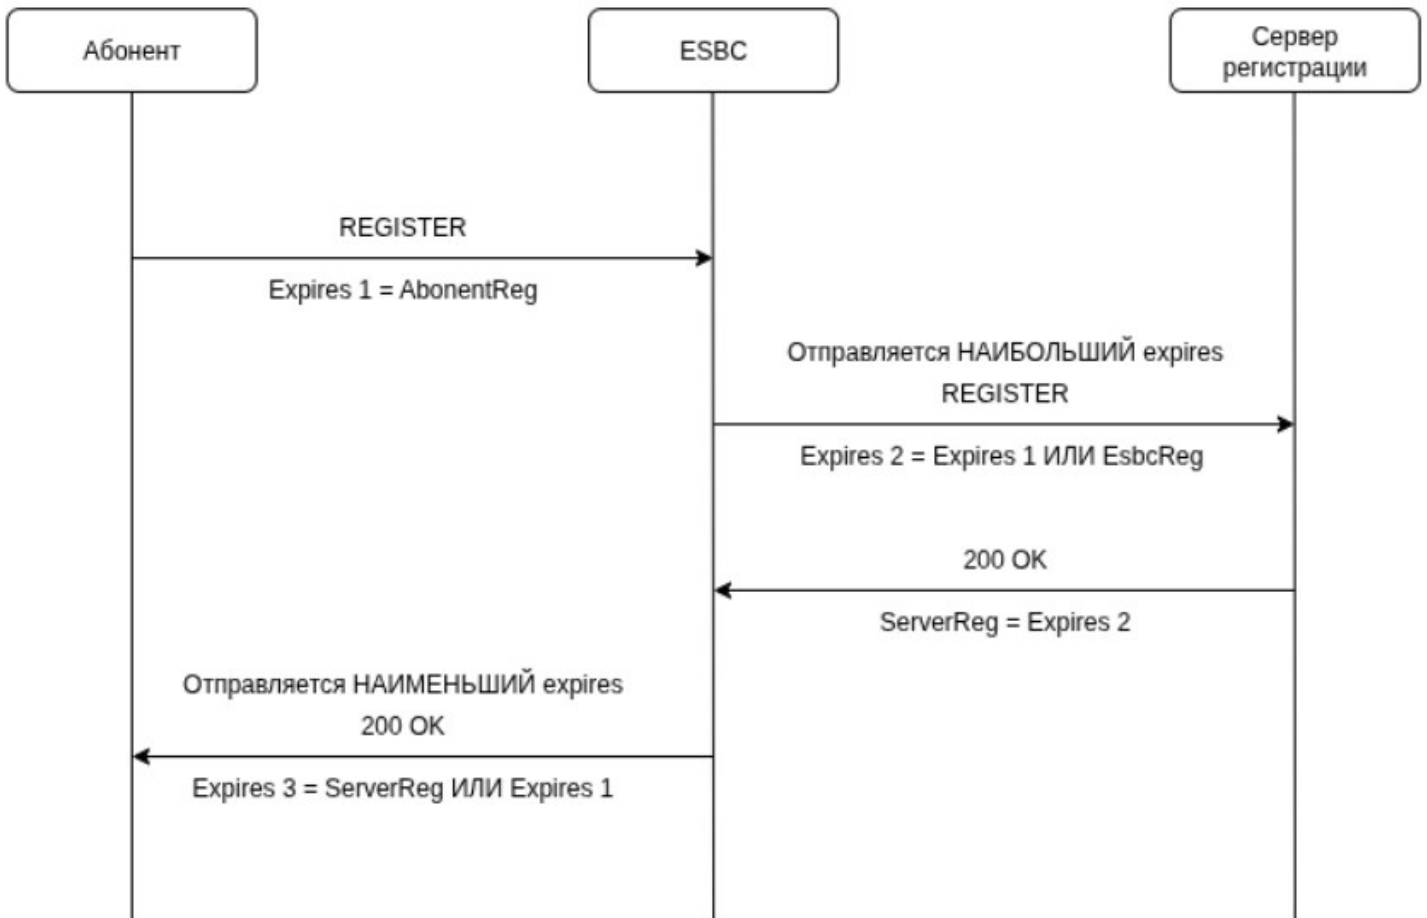 Абонент
ESBC
Сервер
регистрации
REGISTER
Expires 1 = AbonentReg
Отправляется НАИБОЛЬШИЙ expires
REGISTER
Expires 2 = Expires 1 ИЛИ EsbcReg
200 OK
ServerReg = Expires 2
Отправляется НАИМЕНЬШИЙ expires
200 OK
Expires 3 = ServerReg ИЛИ Expires 1